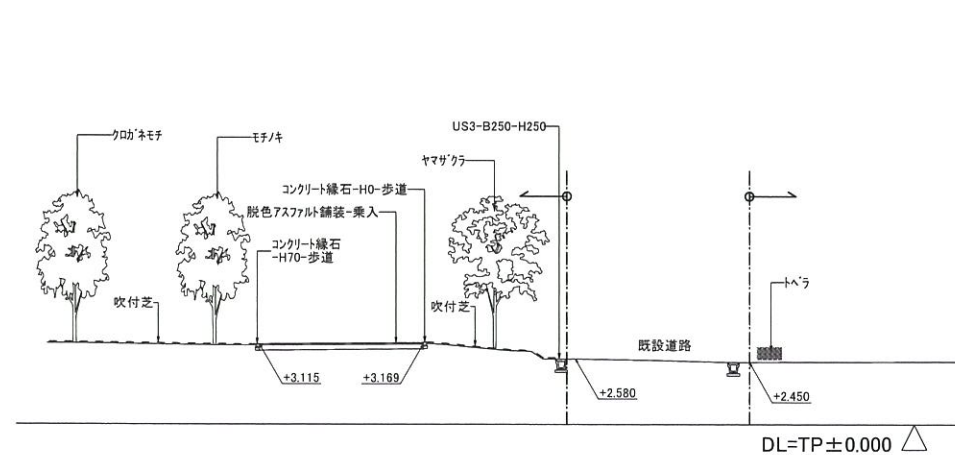 クロガネモチ
モチノキ
US3-B250-H250
ヤマザクラ
コンクリート縁石-H0-歩道
脱色アスファルト舗装-乗入
コンクリート縁石
-H70-歩道
吹付芝
吹付芝
トベラ
既設道路
+3.115
+3.169
+2.580
+2.450
DL=TP±0.000